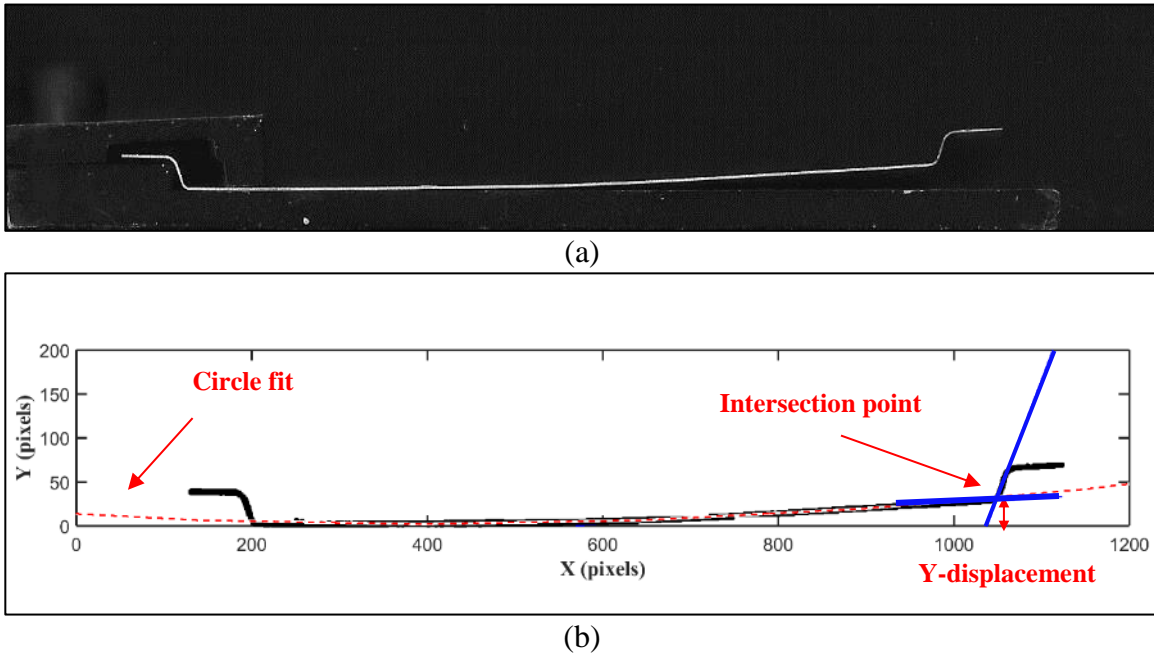 (a)
200
150
100
50
0
Y (pixels)
Circle fit
Intersection point
0
200
400
600
800
1000
1200
X (pixels)
Y-displacement
(b)